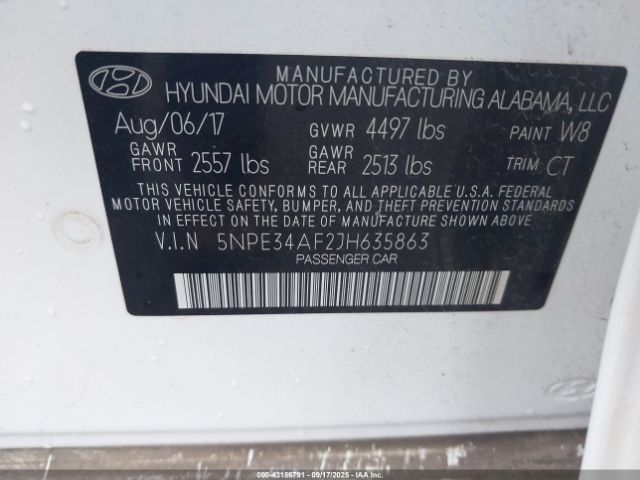 MANUFACTURED BY
HYUNDAI MOTOR MANUFACTURING ALABAMA, LLC
Aug/06/17 GVWR 4497 lbs PAINT W8
GAWR FRONT 2557 lbs GAWR REAR 2513 lbs TRIM CT
THIS VEHICLE CONFORMS TO ALL APPLICABLE U.S.A. FEDERAL
MOTOR VEHICLE SAFETY, BUMPER, AND THEFT PREVENTION STANDARDS
IN EFFECT ON THE DATE OF MANUFACTURE SHOWN ABOVE.
V.I.N 5NPE34AF2JH635863
PASSENGER CAR
000-43186791 - 09/17/2025 - WWW.IAAI.COM